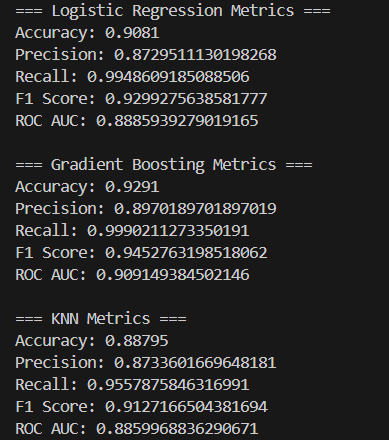 === Logistic Regression Metrics ===
Accuracy: 0.9081
Precision: 0.8729511130198268
Recall: 0.9948609185088506
F1 Score: 0.9299275638581777
ROC AUC: 0.8885939279019165
=== Gradient Boosting Metrics ===
Accuracy: 0.9291
Precision: 0.8970189701897019
Recall: 0.9990211273350191
F1 Score: 0.9452763198518062
ROC AUC: 0.909149384502146
=== KNN Metrics ===
Accuracy: 0.88795
Precision: 0.8733601669648181
Recall: 0.9557875846316991
F1 Score: 0.9127166504381694
ROC AUC: 0.8859968836290671